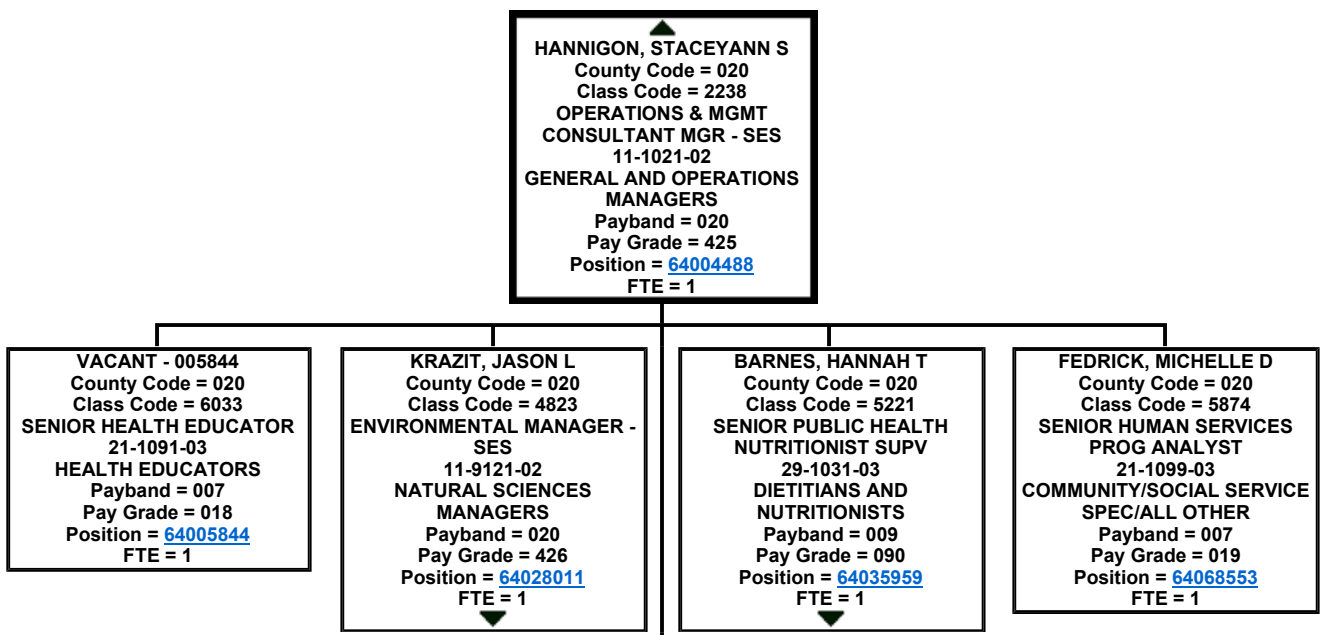 HANNIGON, STACEYANN S
County Code = 020
Class Code = 2238
OPERATIONS & MGMT
CONSULTANT MGR - SES
11-1021-02
GENERAL AND OPERATIONS
MANAGERS
Payband = 020
Pay Grade = 425
Position = 64004488
FTE = 1
VACANT - 005844
County Code = 020
Class Code = 6033
SENIOR HEALTH EDUCATOR
21-1091-03
HEALTH EDUCATORS
Payband = 007
Pay Grade = 018
Position = 64005844
FTE = 1
KRAZIT, JASON L
County Code = 020
Class Code = 4823
ENVIRONMENTAL MANAGER -
SES
11-9121-02
NATURAL SCIENCES
MANAGERS
Payband = 020
Pay Grade = 426
Position = 64028011
FTE = 1
BARNES, HANNAH T
County Code = 020
Class Code = 5221
SENIOR PUBLIC HEALTH
NUTRITIONIST SUPV
29-1031-03
DIETITIANS AND
NUTRITIONISTS
Payband = 009
Pay Grade = 090
Position = 64035959
FTE = 1
FEDRICK, MICHELLE D
County Code = 020
Class Code = 5874
SENIOR HUMAN SERVICES
PROG ANALYST
21-1099-03
COMMUNITY/SOCIAL SERVICE
SPEC/ALL OTHER
Payband = 007
Pay Grade = 019
Position = 64068553
FTE = 1